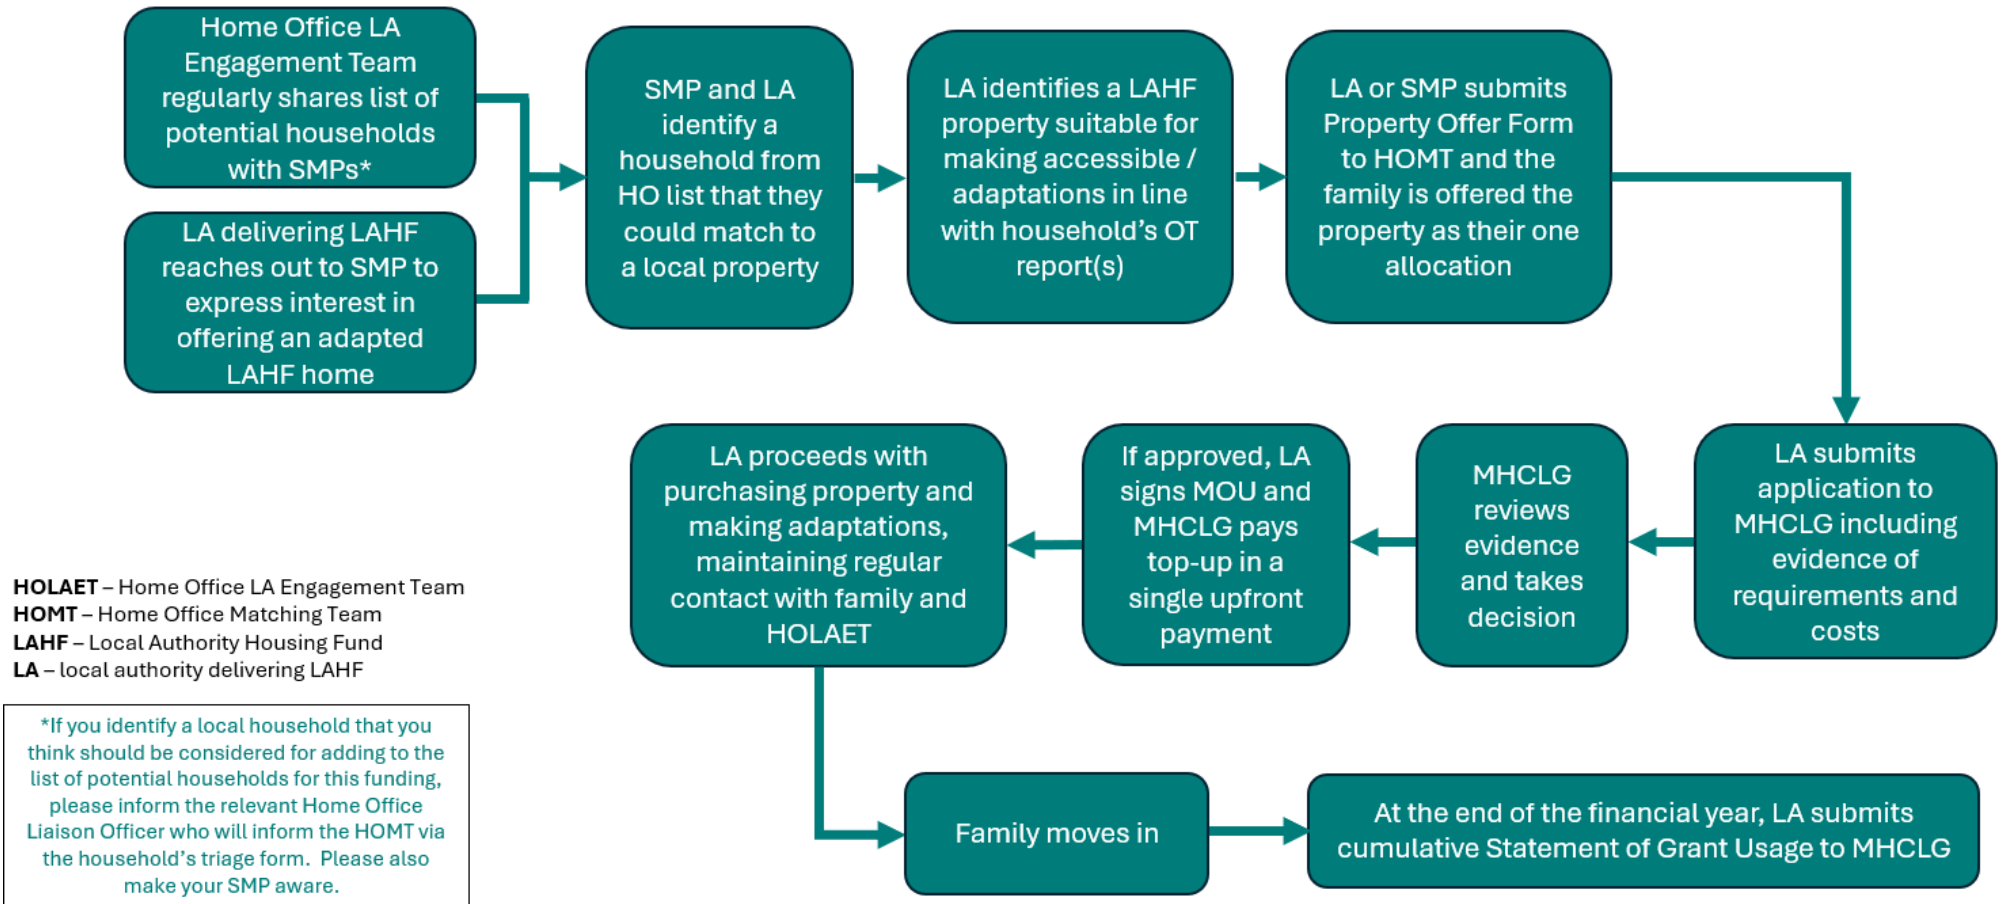 Home Office LA
Engagement Team
regularly shares list of
potential households
with SMPs*
LA delivering LAHF
reaches out to SMP to
express interest in
offering an adapted
LAHF home
SMP and LA
identify a
household from
HO list that they
could match to
a local property
LA identifies a LAHF
property suitable for
making accessible /
adaptations in line
with household’s OT
report(s)
LA or SMP submits
Property Offer Form
to HOMT and the
family is offered the
property as their one
allocation
LA submits
application to
MHCLG including
evidence of
requirements and
costs
MHCLG
reviews
evidence
and takes
decision
If approved, LA
signs MOU and
MHCLG pays
top-up in a
single upfront
payment
LA proceeds with
purchasing property and
making adaptations,
maintaining regular
contact with family and
HOLAET
Family moves in
At the end of the financial year, LA submits
cumulative Statement of Grant Usage to MHCLG
HOLAET – Home Office LA Engagement Team
HOMT – Home Office Matching Team
LAHF – Local Authority Housing Fund
LA – local authority delivering LAHF
*If you identify a local household that you
think should be considered for adding to the
list of potential households for this funding,
please inform the relevant Home Office
Liaison Officer who will inform the HOMT via
the household’s triage form.  Please also
make your SMP aware.